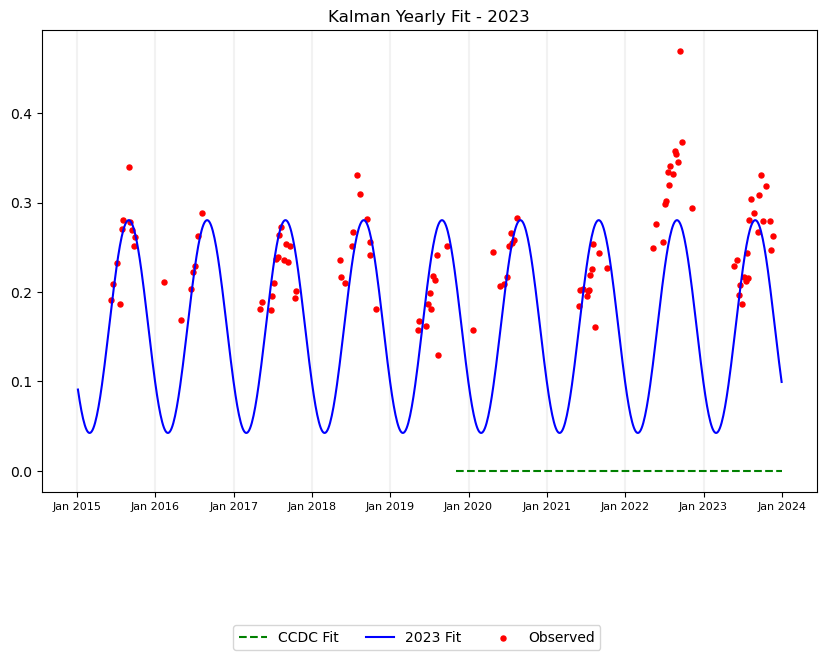 Kalman Yearly Fit - 2023
0.4
0.3
0.2
0.1
0.0
Jan 2015 Jan 2016 Jan 2017 Jan 2018 Jan 2019 Jan 2020 Jan 2021 Jan 2022 Jan 2023 Jan 2024
CCDC Fit 2023 Fit Observed